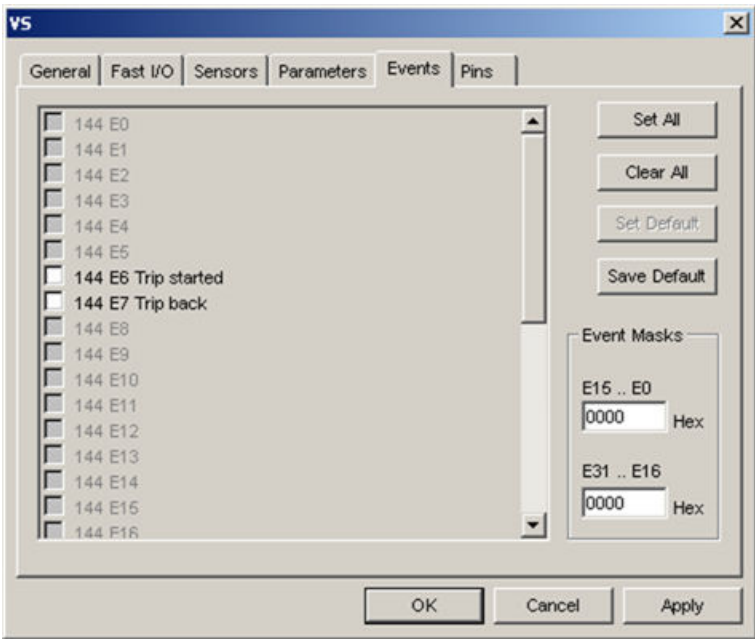 VS
General Fast I/O Sensors Parameters Events Pins
144 E0
144 E1
144 E2
144 E3
144 E4
144 E5
144 E6 Trip started
144 E7 Trip back
144 E8
144 E9
144 E10
144 E11
144 E12
144 E13
144 E14
144 E15
144 E16
Set All
Clear All
Set Default
Save Default
Event Masks
E15 .. E0
0000 Hex
E31 .. E16
0000 Hex
OK Cancel Apply